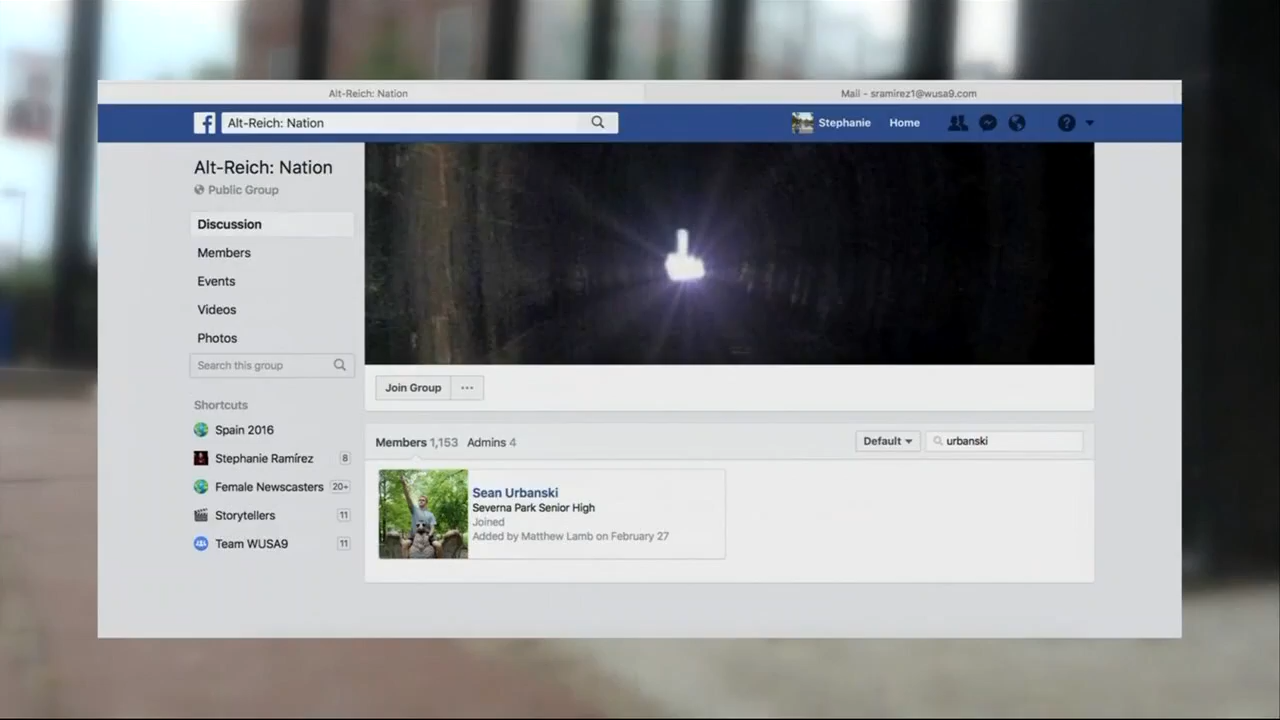 Alt-Reich: Nation
Mail - sramirez1@wusa9.com
Alt-Reich: Nation
Stephanie
Home
Alt-Reich: Nation
Public Group
Discussion
Members
Events
Videos
Photos
Search this group
Shortcuts
Spain 2016
Stephanie Ramírez 8
Female Newscasters 20+
Storytellers 11
Team WUSA9 11
Join Group
Members 1,153 Admins 4
Default
urbanski
Sean Urbanski
Severna Park Senior High
Joined
Added by Matthew Lamb on February 27